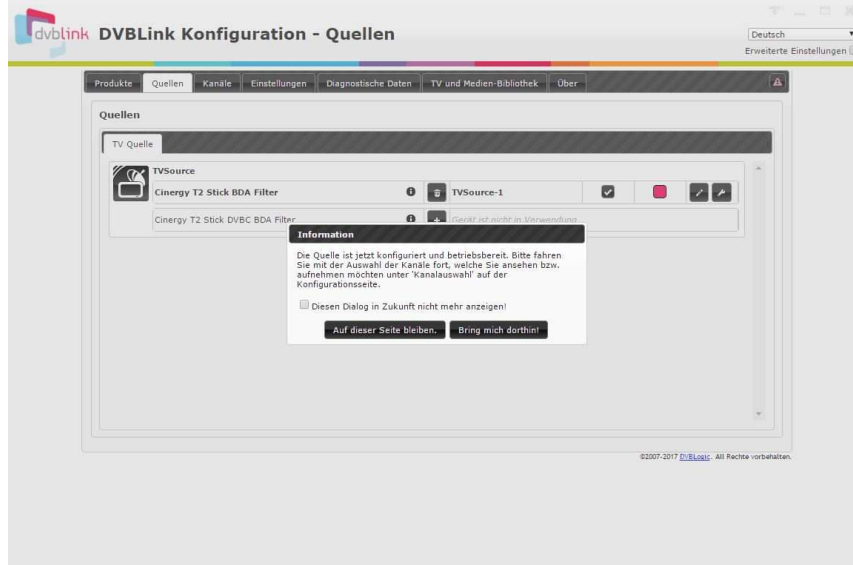 dvblink DVBLink Konfiguration - Quellen
Deutsch
Erweiterte Einstellungen
Produkte Quellen Kanäle Einstellungen Diagnostische Daten TV und Medien-Bibliothek Über
Quellen
TV Quelle
TVSource
Cinergy T2 Stick BDA Filter TVSource-1
Cinergy T2 Stick DVBC BDA Filter Gerät ist nicht in Verwendung
Information
Die Quelle ist jetzt konfiguriert und betriebsbereit. Bitte fahren
Sie mit der Auswahl der Kanäle fort, welche Sie ansehen bzw.
aufnehmen möchten unter 'Kanalauswahl' auf der
Konfigurationsseite.
Diesen Dialog in Zukunft nicht mehr anzeigen!
Auf dieser Seite bleiben. Bring mich dorthin!
©2007-2017 DVBLogic. All Rechte vorbehalten.